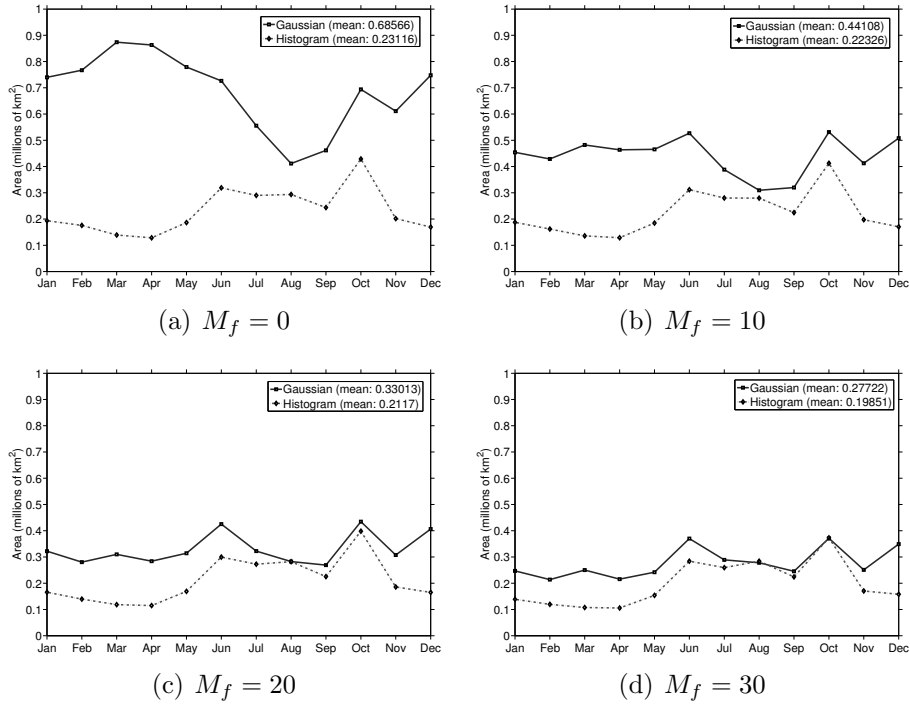 Area (millions of km²)
1
0.9
0.8
0.7
0.6
0.5
0.4
0.3
0.2
0.1
0
Gaussian (mean: 0.68566)
Histogram (mean: 0.23116)
Jan Feb Mar Apr May Jun Jul Aug Sep Oct Nov Dec
(a) M_f = 0
Area (millions of km²)
1
0.9
0.8
0.7
0.6
0.5
0.4
0.3
0.2
0.1
0
Gaussian (mean: 0.44108)
Histogram (mean: 0.22326)
Jan Feb Mar Apr May Jun Jul Aug Sep Oct Nov Dec
(b) M_f = 10
Area (millions of km²)
1
0.9
0.8
0.7
0.6
0.5
0.4
0.3
0.2
0.1
0
Gaussian (mean: 0.33013)
Histogram (mean: 0.2117)
Jan Feb Mar Apr May Jun Jul Aug Sep Oct Nov Dec
(c) M_f = 20
Area (millions of km²)
1
0.9
0.8
0.7
0.6
0.5
0.4
0.3
0.2
0.1
0
Gaussian (mean: 0.27722)
Histogram (mean: 0.19851)
Jan Feb Mar Apr May Jun Jul Aug Sep Oct Nov Dec
(d) M_f = 30